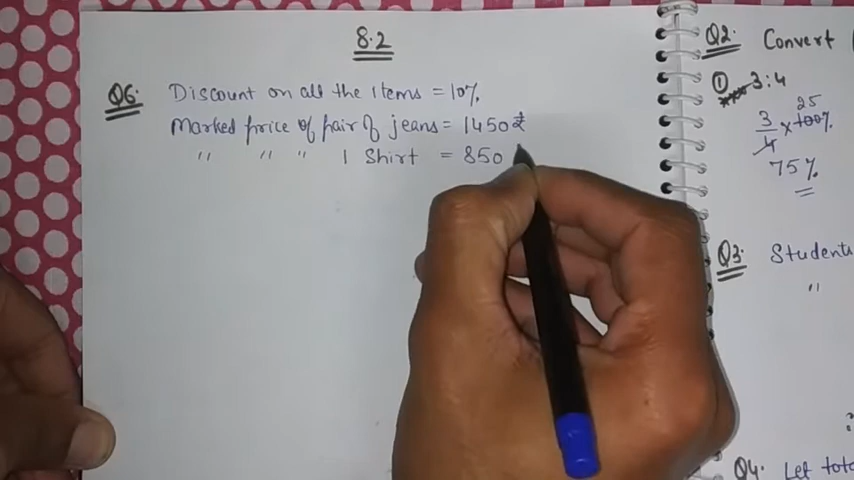 8.2
Q6. Discount on all the Items = 10%.
Marked price of pair of jeans = 1450₹
" " " 1 Shirt = 850
Q2: Convert
① 3:4
25
3/4 × 100%
75%
Q3: Students
"
Q4. Let tota